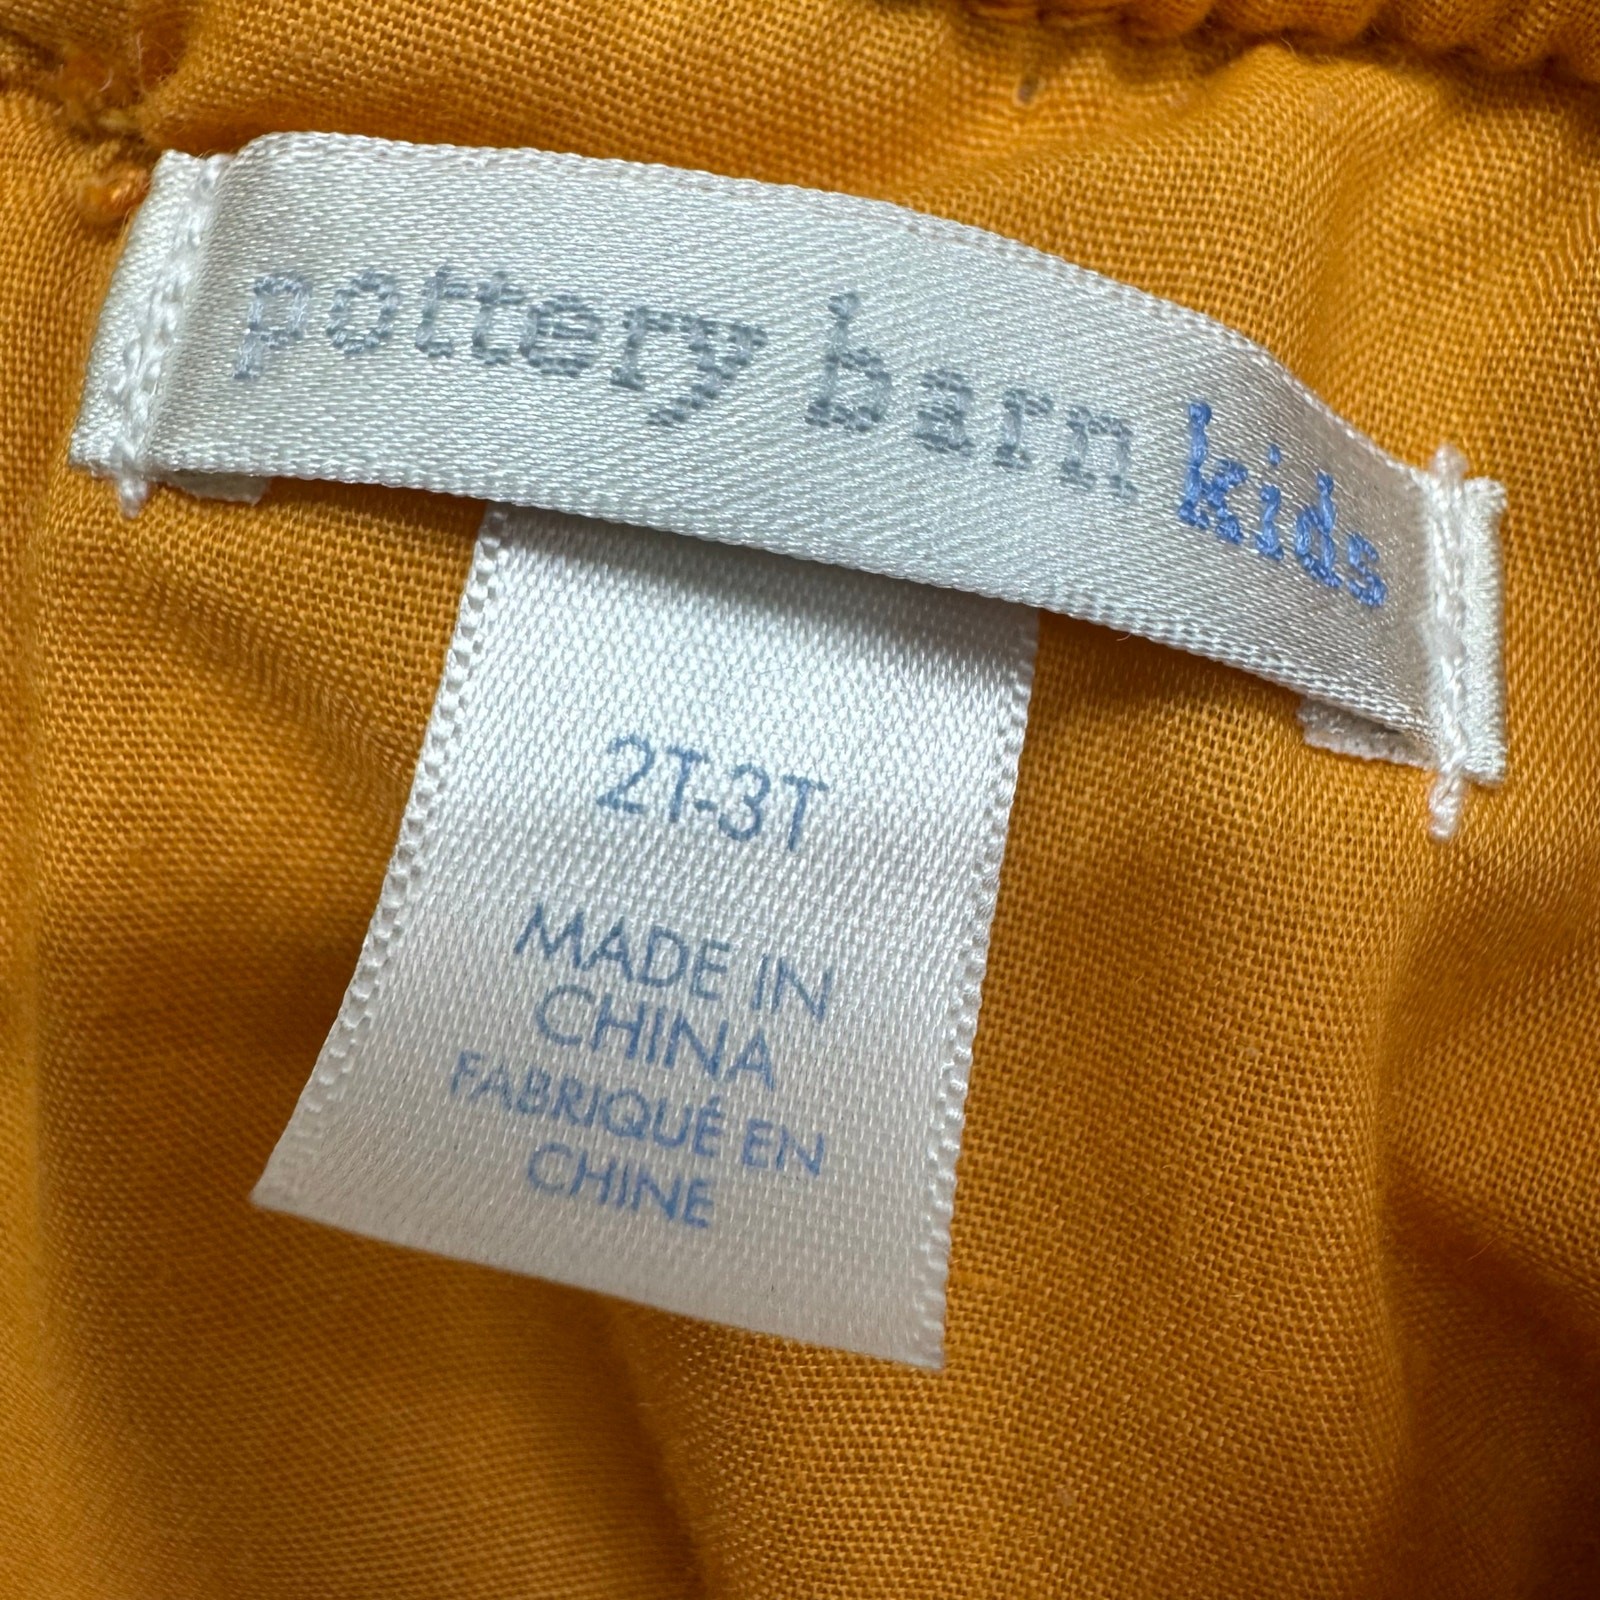 pottery barn kids
2T-3T
MADE IN
CHINA
FABRIQUÉ EN
CHINE